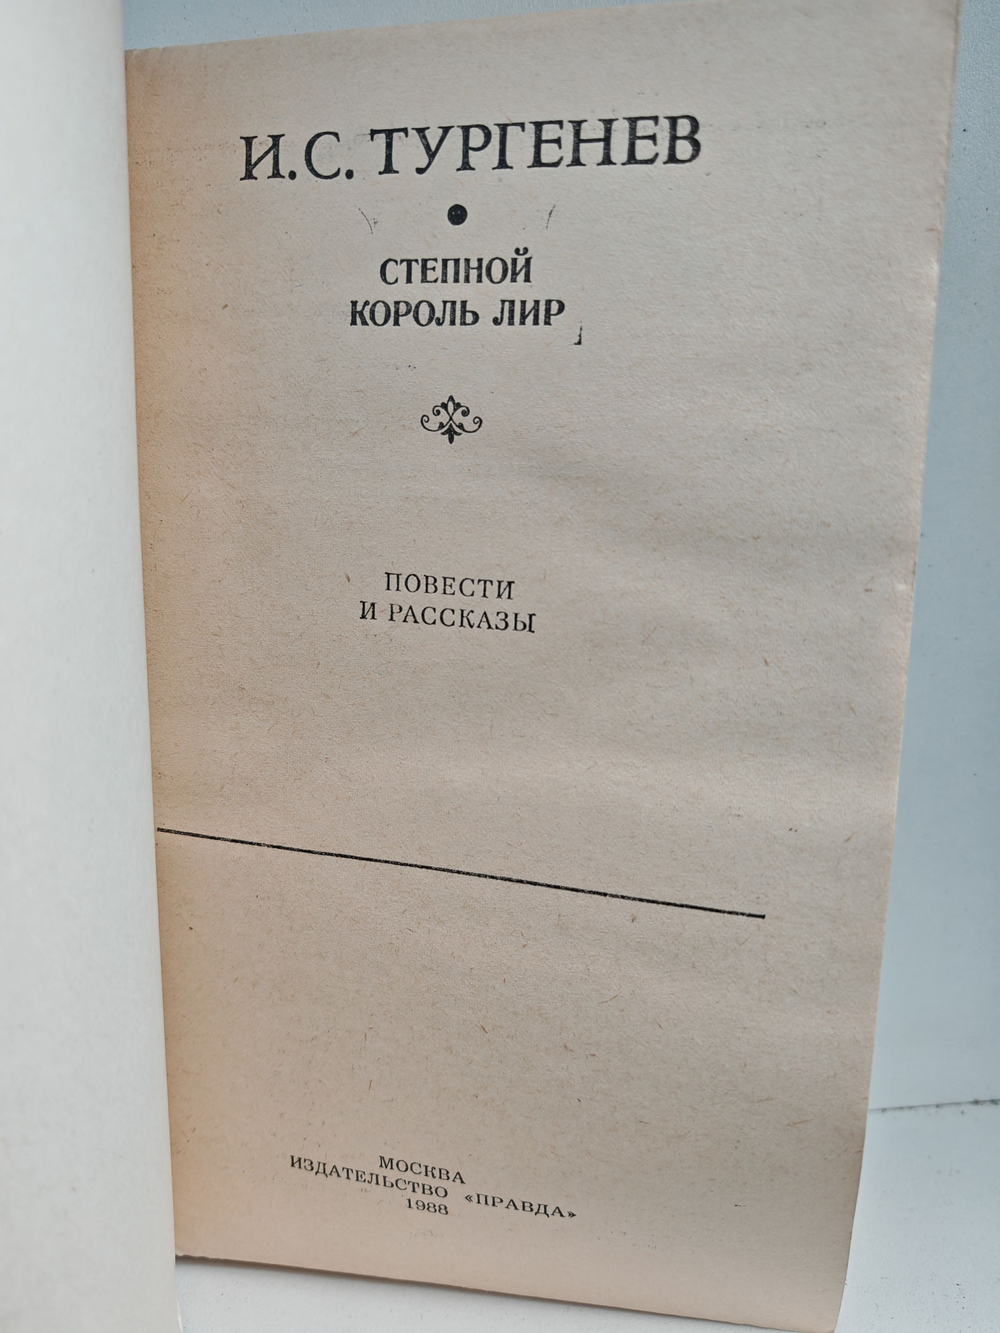 И.С. ТУРГЕНЕВ
СТЕПНОЙ
КОРОЛЬ ЛИР
ПОВЕСТИ
И РАССКАЗЫ
МОСКВА
ИЗДАТЕЛЬСТВО «ПРАВДА»
1988